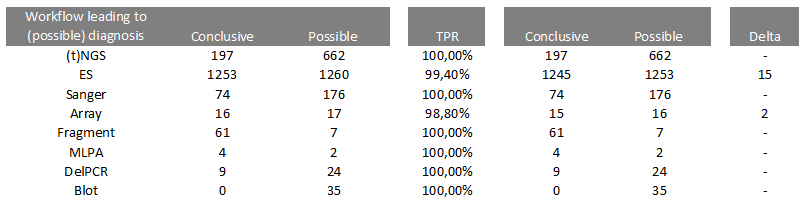 Workflow leading to (possible) diagnosis Conclusive Possible TPR Conclusive Possible Delta
(t)NGS 197 662 100,00% 197 662 -
ES 1253 1260 99,40% 1245 1253 15
Sanger 74 176 100,00% 74 176 -
Array 16 17 98,80% 15 16 2
Fragment 61 7 100,00% 61 7 -
MLPA 4 2 100,00% 4 2 -
DelPCR 9 24 100,00% 9 24 -
Blot 0 35 100,00% 0 35 -